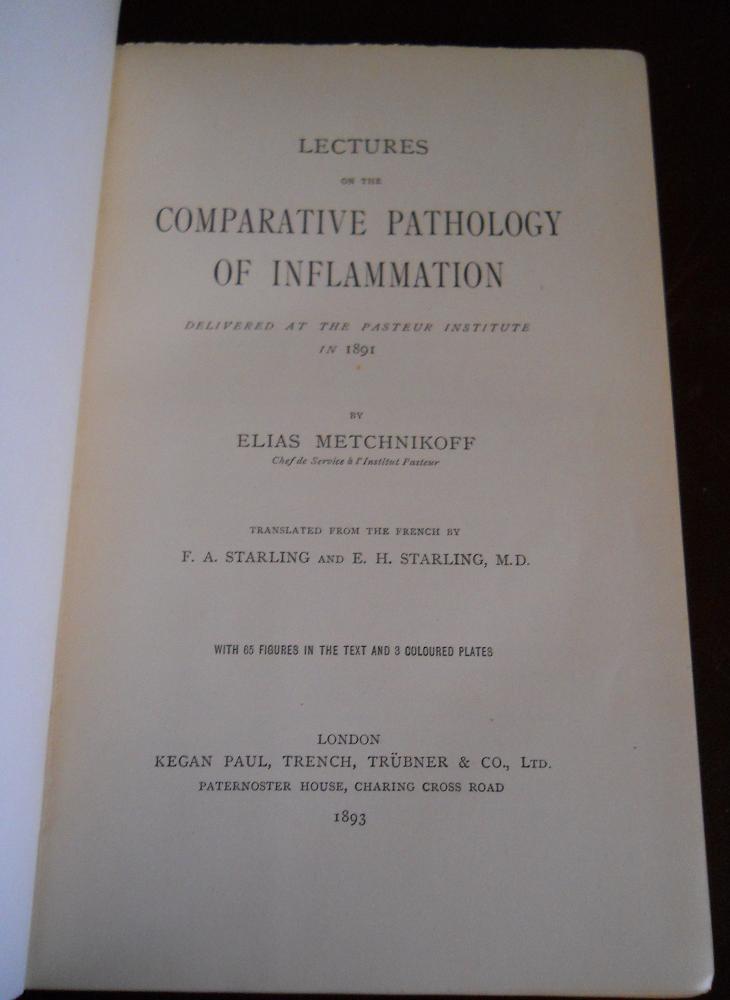 LECTURES
ON THE
COMPARATIVE PATHOLOGY
OF INFLAMMATION
DELIVERED AT THE PASTEUR INSTITUTE
IN 1891
BY
ELIAS METCHNIKOFF
Chef de Service à l'Institut Pasteur
TRANSLATED FROM THE FRENCH BY
F. A. STARLING AND E. H. STARLING, M.D.
WITH 65 FIGURES IN THE TEXT AND 3 COLOURED PLATES
LONDON
KEGAN PAUL, TRENCH, TRÜBNER & CO., LTD.
PATERNOSTER HOUSE, CHARING CROSS ROAD
1893